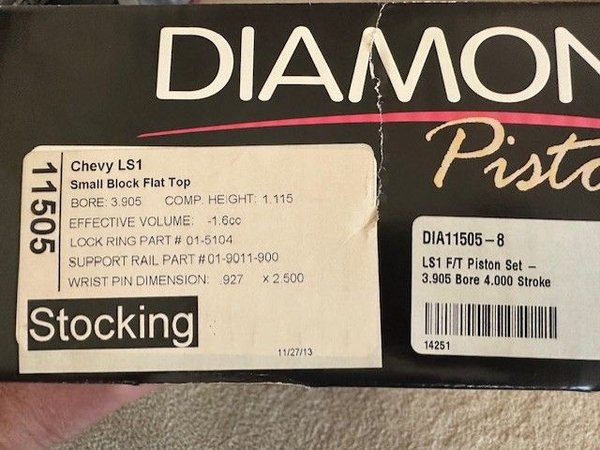 DIAMON
Pisto
11505
Chevy LS1
Small Block Flat Top
BORE: 3.905 COMP. HEIGHT: 1.115
EFFECTIVE VOLUME: -1.6cc
LOCK RING PART # 01-5104
SUPPORT RAIL PART #01-9011-900
WRIST PIN DIMENSION: .927 x 2.500
Stocking
11/27/13
DIA11505-8
LS1 F/T Piston Set –
3.905 Bore 4.000 Stroke
14251